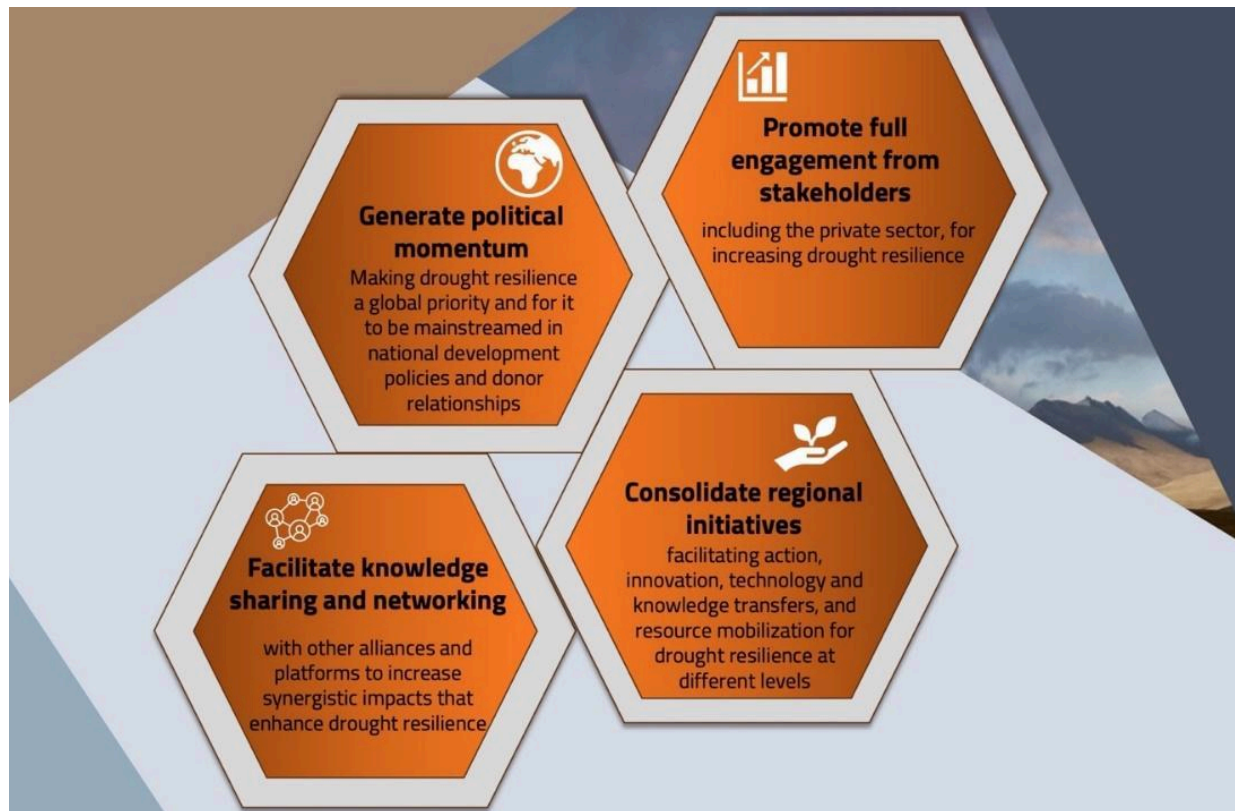 Generate political
momentum
Making drought resilience
a global priority and for it
to be mainstreamed in
national development
policies and donor
relationships
Promote full
engagement from
stakeholders
including the private sector, for
increasing drought resilience
Facilitate knowledge
sharing and networking
with other alliances and
platforms to increase
synergistic impacts that
enhance drought resilience
Consolidate regional
initiatives
facilitating action,
innovation, technology and
knowledge transfers, and
resource mobilization for
drought resilience at
different levels